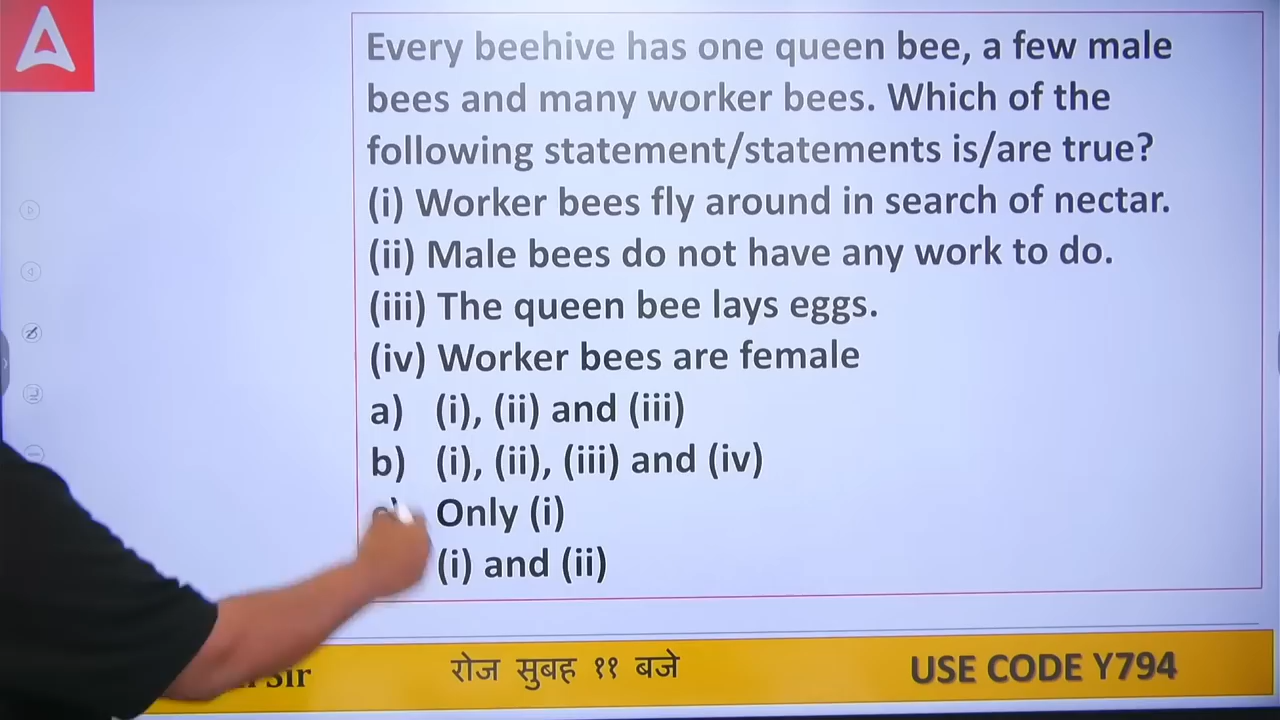 Every beehive has one queen bee, a few male
bees and many worker bees. Which of the
following statement/statements is/are true?
(i) Worker bees fly around in search of nectar.
(ii) Male bees do not have any work to do.
(iii) The queen bee lays eggs.
(iv) Worker bees are female
a) (i), (ii) and (iii)
b) (i), (ii), (iii) and (iv)
Only (i)
(i) and (ii)
Sir रोज सुबह ११ बजे USE CODE Y794